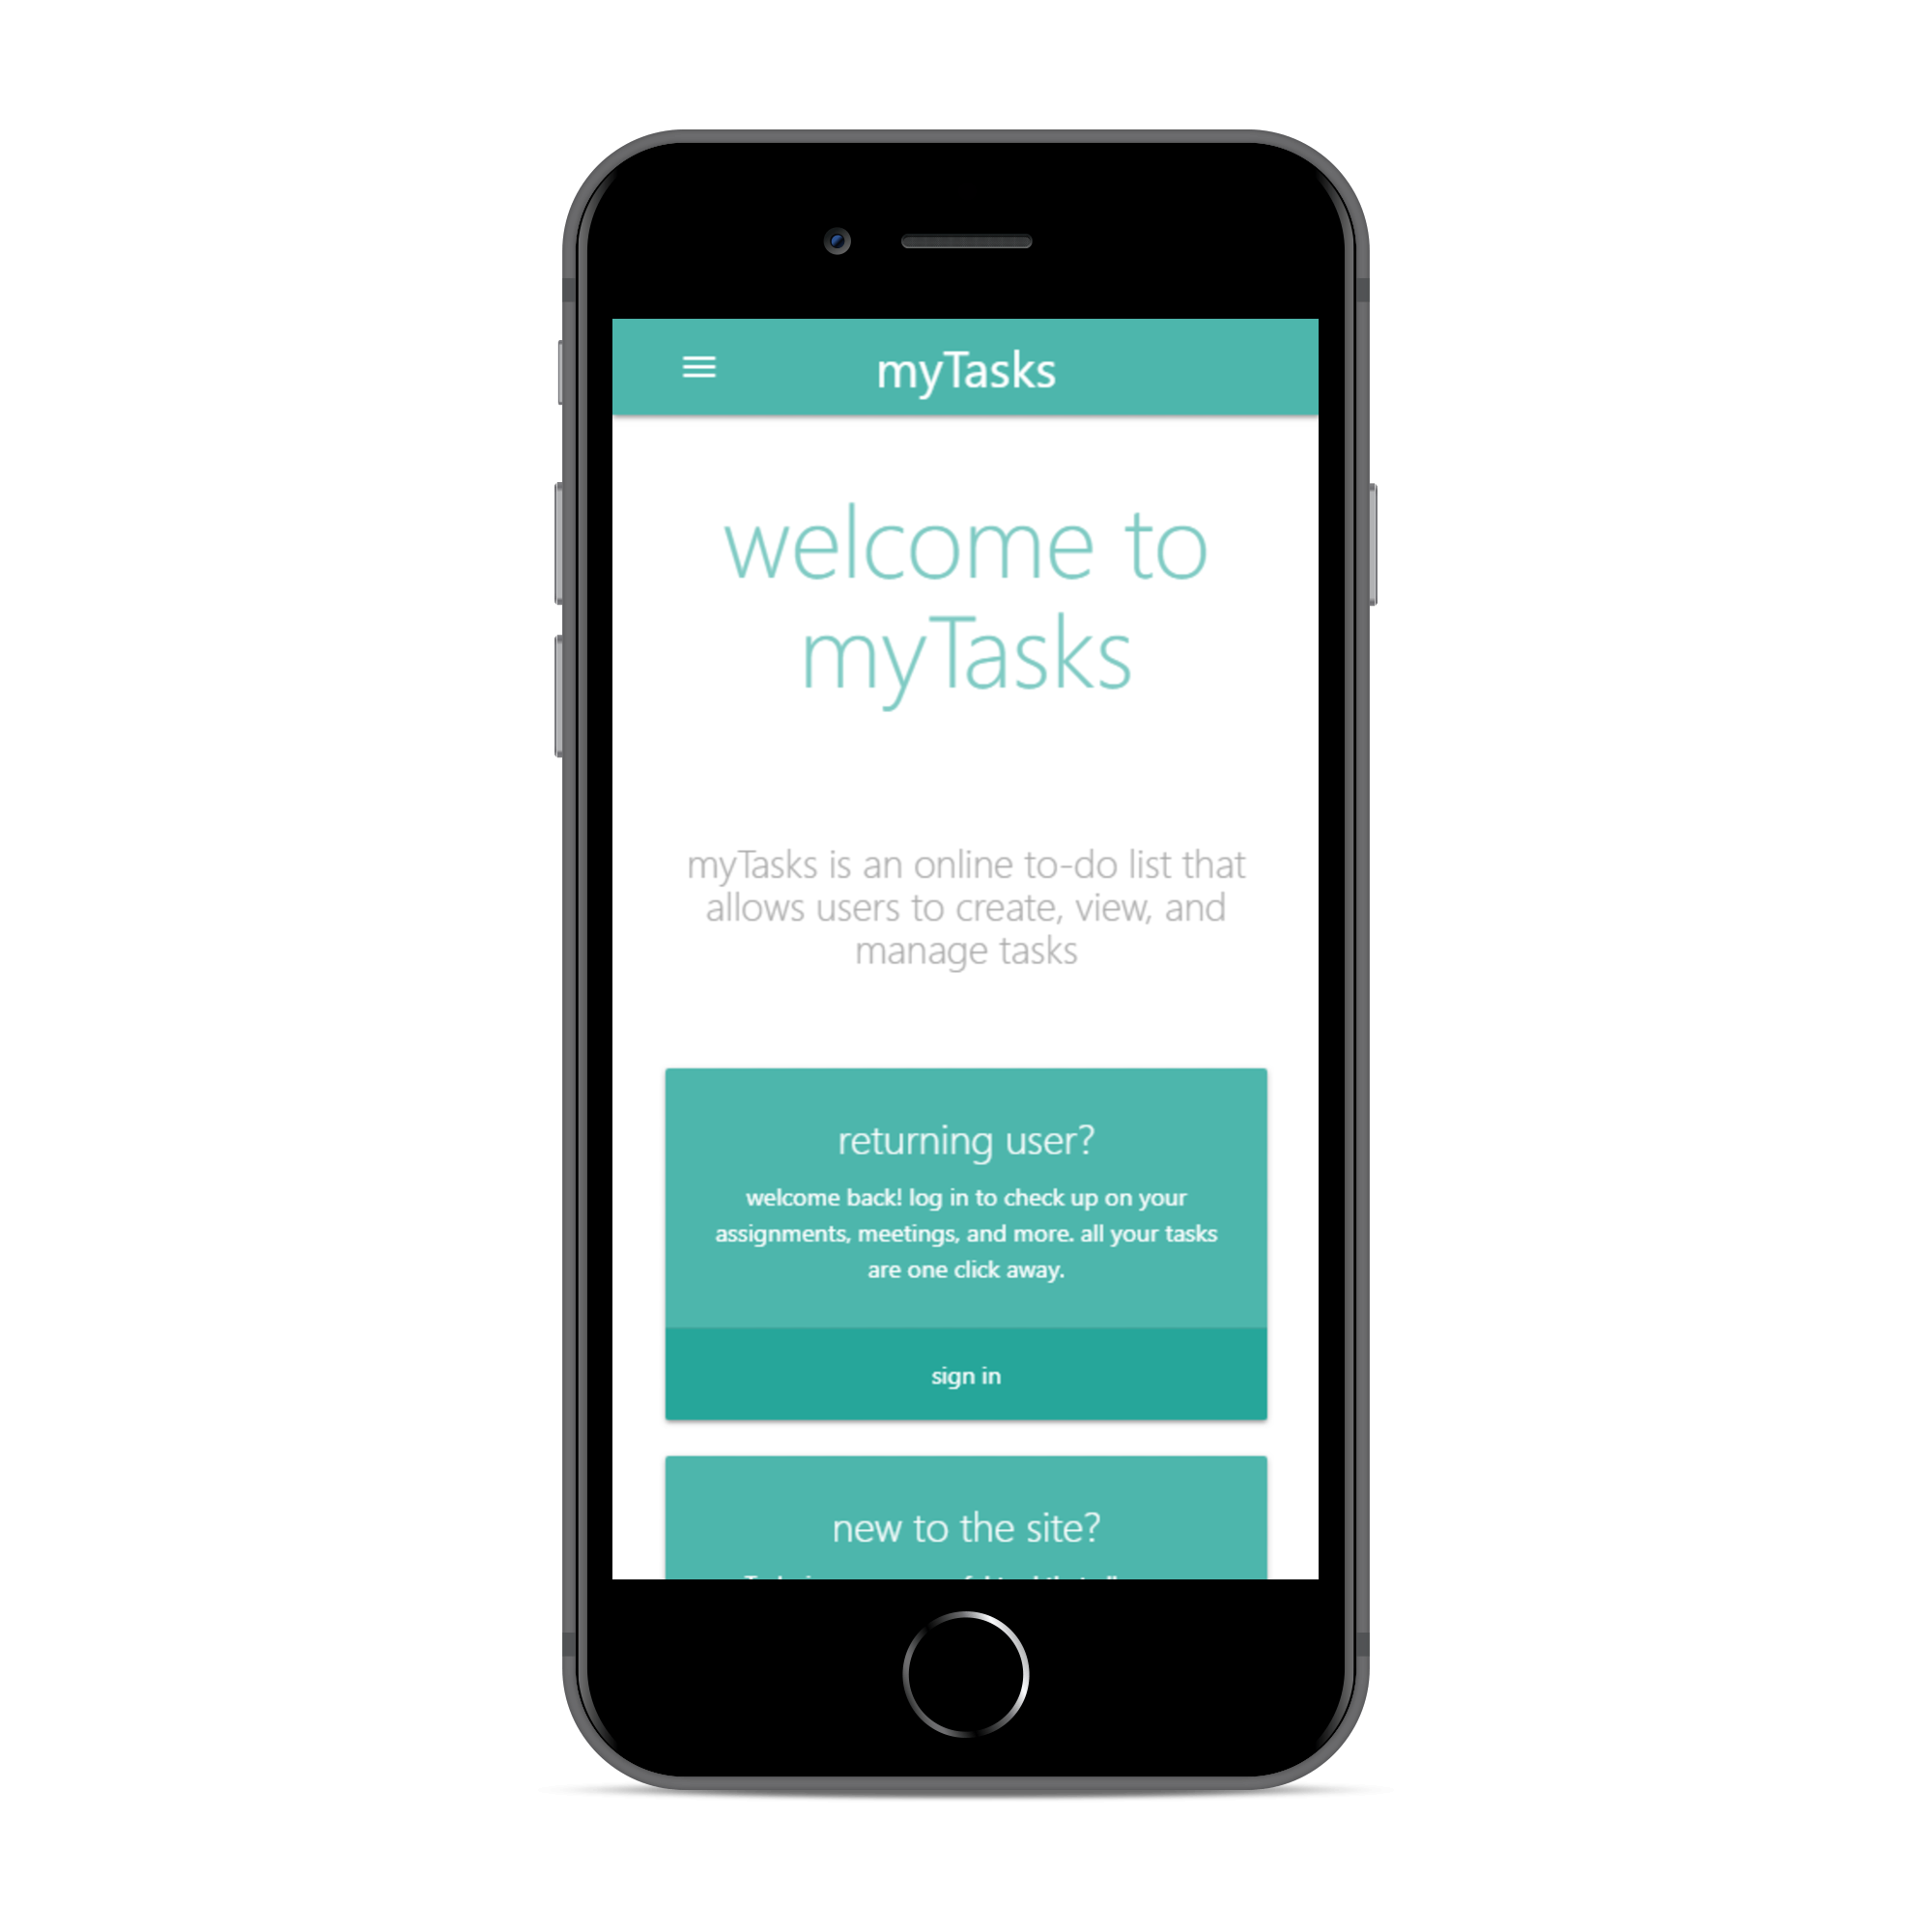 myTasks
welcome to
myTasks
myTasks is an online to-do list that
allows users to create, view, and
manage tasks
returning user?
welcome back! log in to check up on your
assignments, meetings, and more. all your tasks
are one click away.
sign in
new to the site?